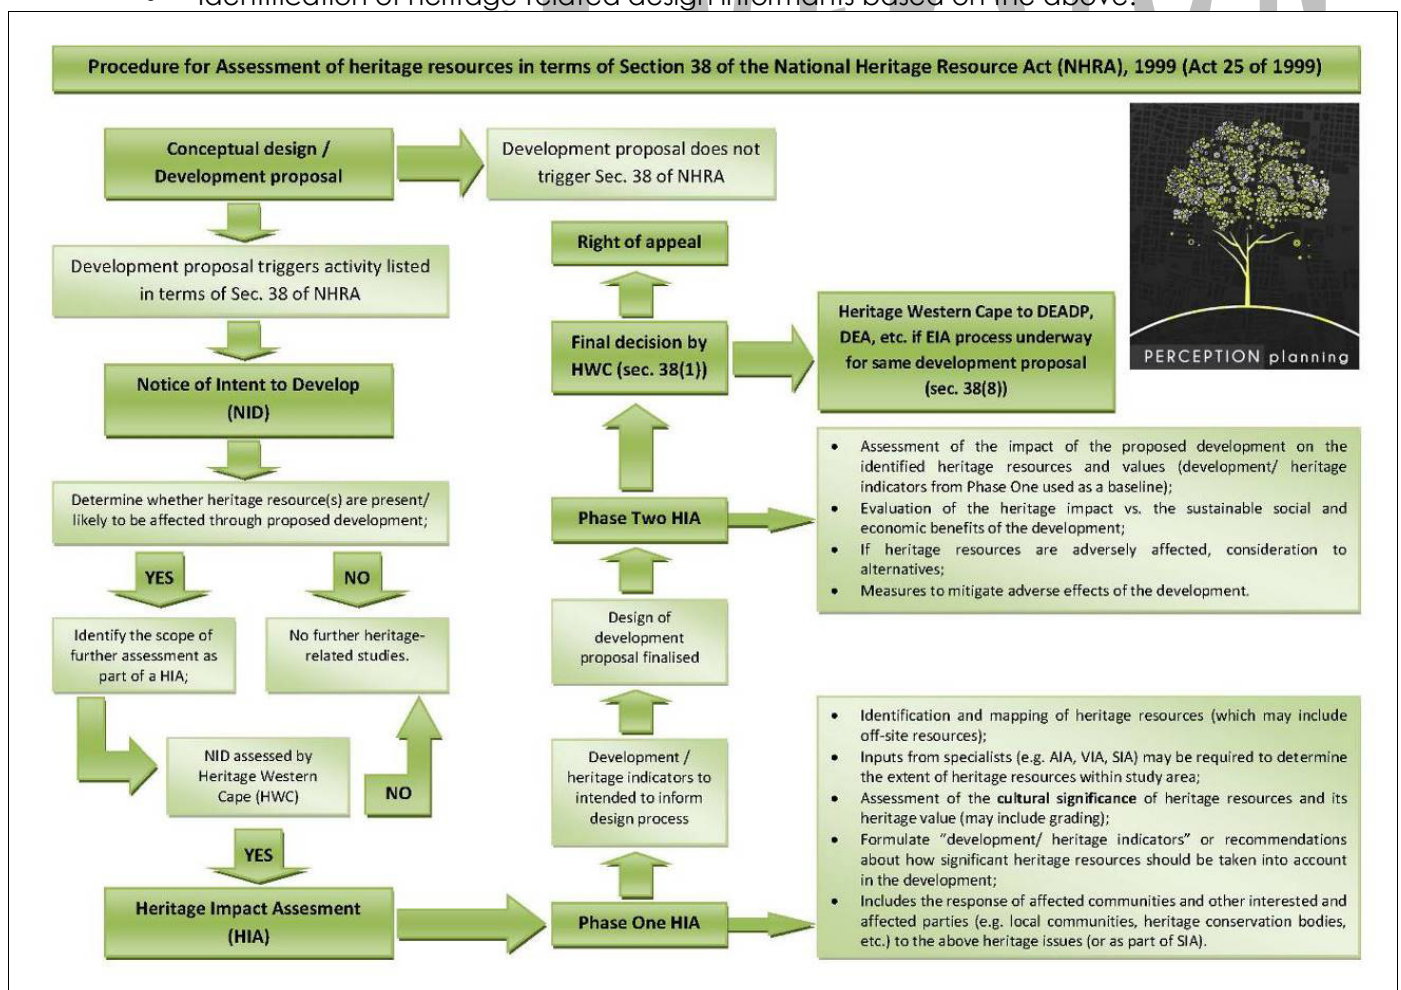 • Identification of heritage related design informants based on the above.
Procedure for Assessment of heritage resources in terms of Section 38 of the National Heritage Resource Act (NHRA), 1999 (Act 25 of 1999)
Conceptual design /
Development proposal
Development proposal does not
trigger Sec. 38 of NHRA
Development proposal triggers activity listed
in terms of Sec. 38 of NHRA
Notice of Intent to Develop
(NID)
Determine whether heritage resource(s) are present/
likely to be affected through proposed development;
YES
NO
Identify the scope of
further assessment as
part of a HIA;
No further heritage-
related studies.
NID assessed by
Heritage Western
Cape (HWC)
NO
YES
Heritage Impact Assesment
(HIA)
Right of appeal
Final decision by
HWC (sec. 38(1))
Heritage Western Cape to DEADP,
DEA, etc. if EIA process underway
for same development proposal
(sec. 38(8))
PERCEPTION planning
Phase Two HIA
• Assessment of the impact of the proposed development on the
identified heritage resources and values (development/ heritage
indicators from Phase One used as a baseline);
• Evaluation of the heritage impact vs. the sustainable social and
economic benefits of the development;
• If heritage resources are adversely affected, consideration to
alternatives;
• Measures to mitigate adverse effects of the development.
Design of
development
proposal finalised
Development /
heritage indicators to
intended to inform
design process
Phase One HIA
• Identification and mapping of heritage resources (which may include
off-site resources);
• Inputs from specialists (e.g. AIA, VIA, SIA) may be required to determine
the extent of heritage resources within study area;
• Assessment of the cultural significance of heritage resources and its
heritage value (may include grading);
• Formulate "development/ heritage indicators" or recommendations
about how significant heritage resources should be taken into account
in the development;
• Includes the response of affected communities and other interested and
affected parties (e.g. local communities, heritage conservation bodies,
etc.) to the above heritage issues (or as part of SIA).